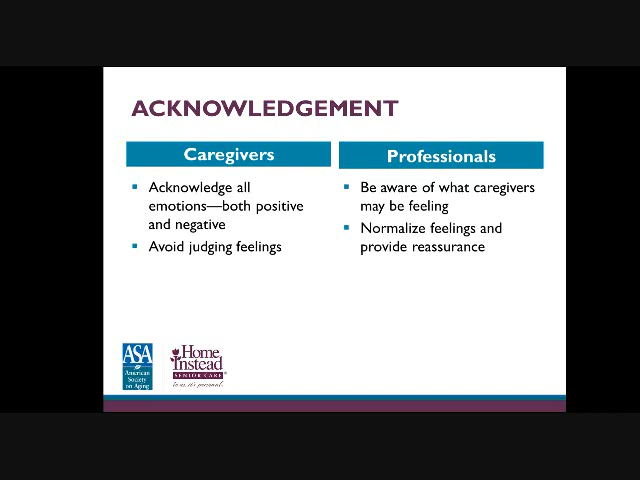 ACKNOWLEDGEMENT
Caregivers
Acknowledge all
emotions—both positive
and negative
Avoid judging feelings
Professionals
Be aware of what caregivers
may be feeling
Normalize feelings and
provide reassurance
ASA
American
Society
on Aging
Home
Instead
SENIOR CARE®
to us, it's personal.